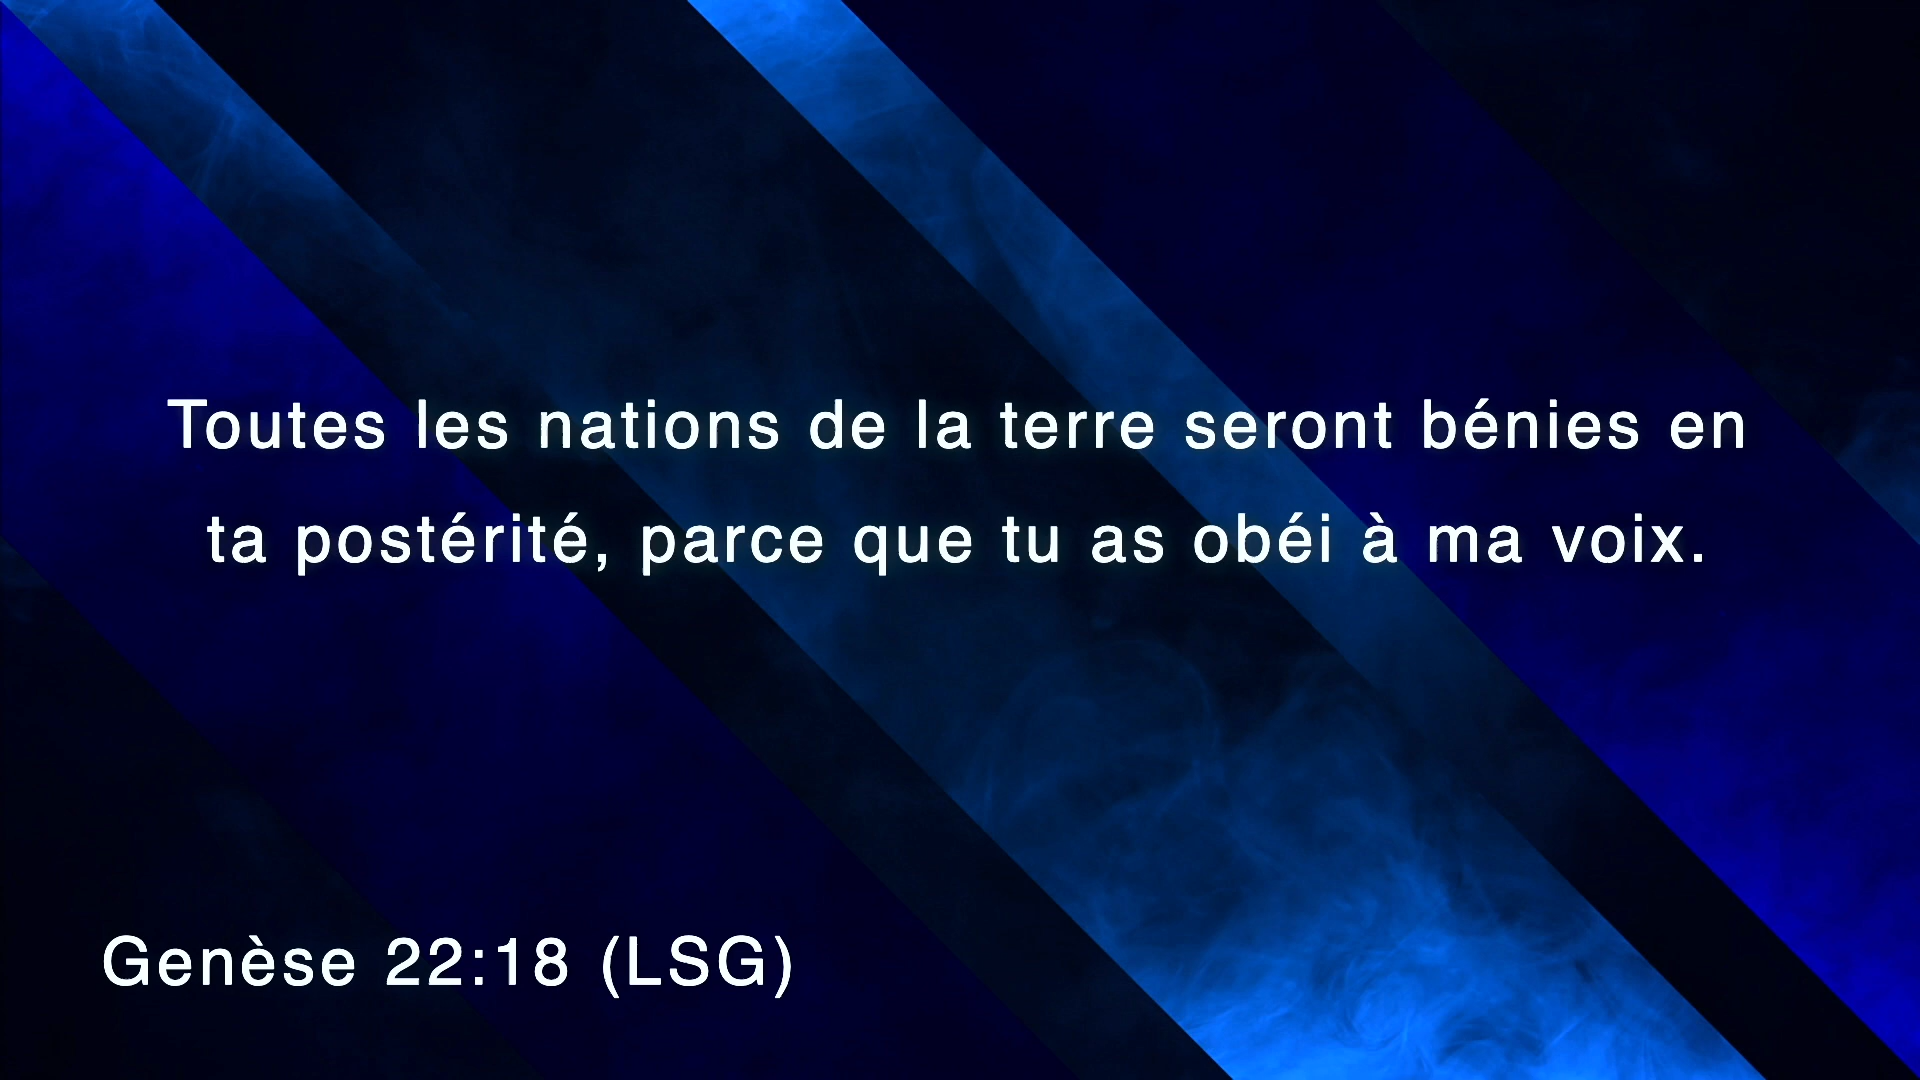 Toutes les nations de la terre seront bénies en
ta postérité, parce que tu as obéi à ma voix.
Genèse 22:18 (LSG)